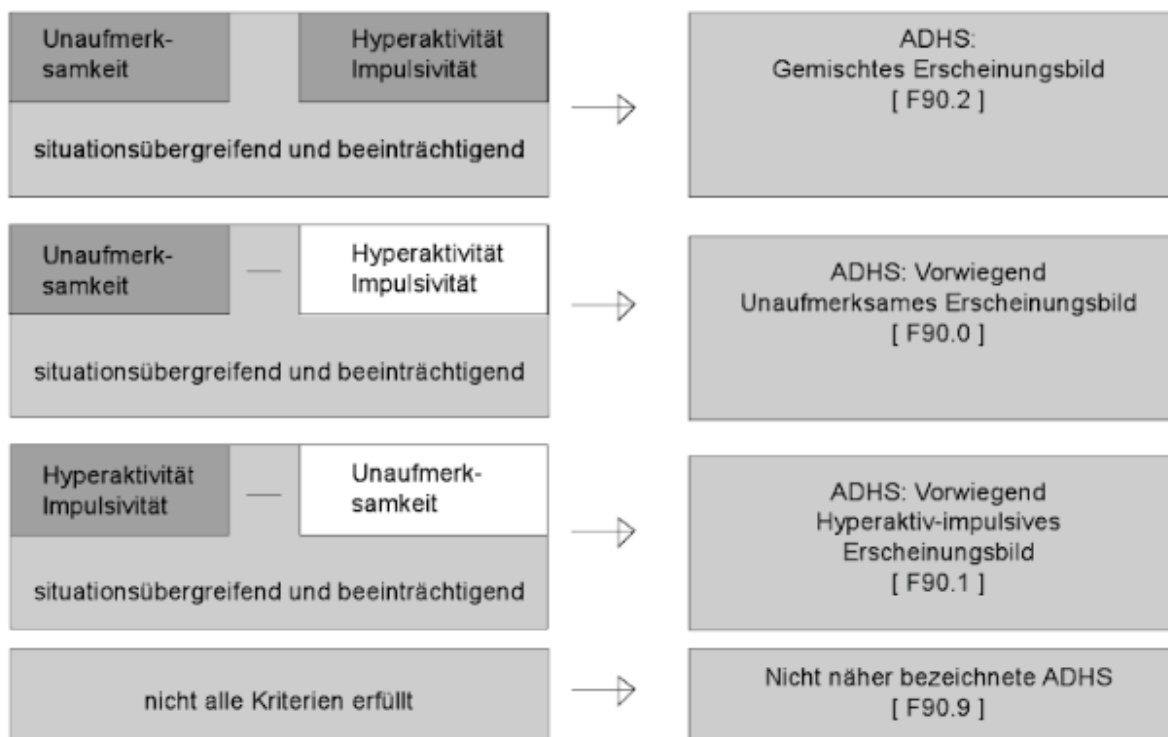 Unaufmerk-
samkeit
Hyperaktivität
Impulsivität
situationsübergreifend und beeinträchtigend
ADHS:
Gemischtes Erscheinungsbild
[ F90.2 ]
Unaufmerk-
samkeit
Hyperaktivität
Impulsivität
situationsübergreifend und beeinträchtigend
ADHS: Vorwiegend
Unaufmerksames Erscheinungsbild
[ F90.0 ]
Hyperaktivität
Impulsivität
Unaufmerk-
samkeit
situationsübergreifend und beeinträchtigend
ADHS: Vorwiegend
Hyperaktiv-impulsives
Erscheinungsbild
[ F90.1 ]
nicht alle Kriterien erfüllt
Nicht näher bezeichnete ADHS
[ F90.9 ]